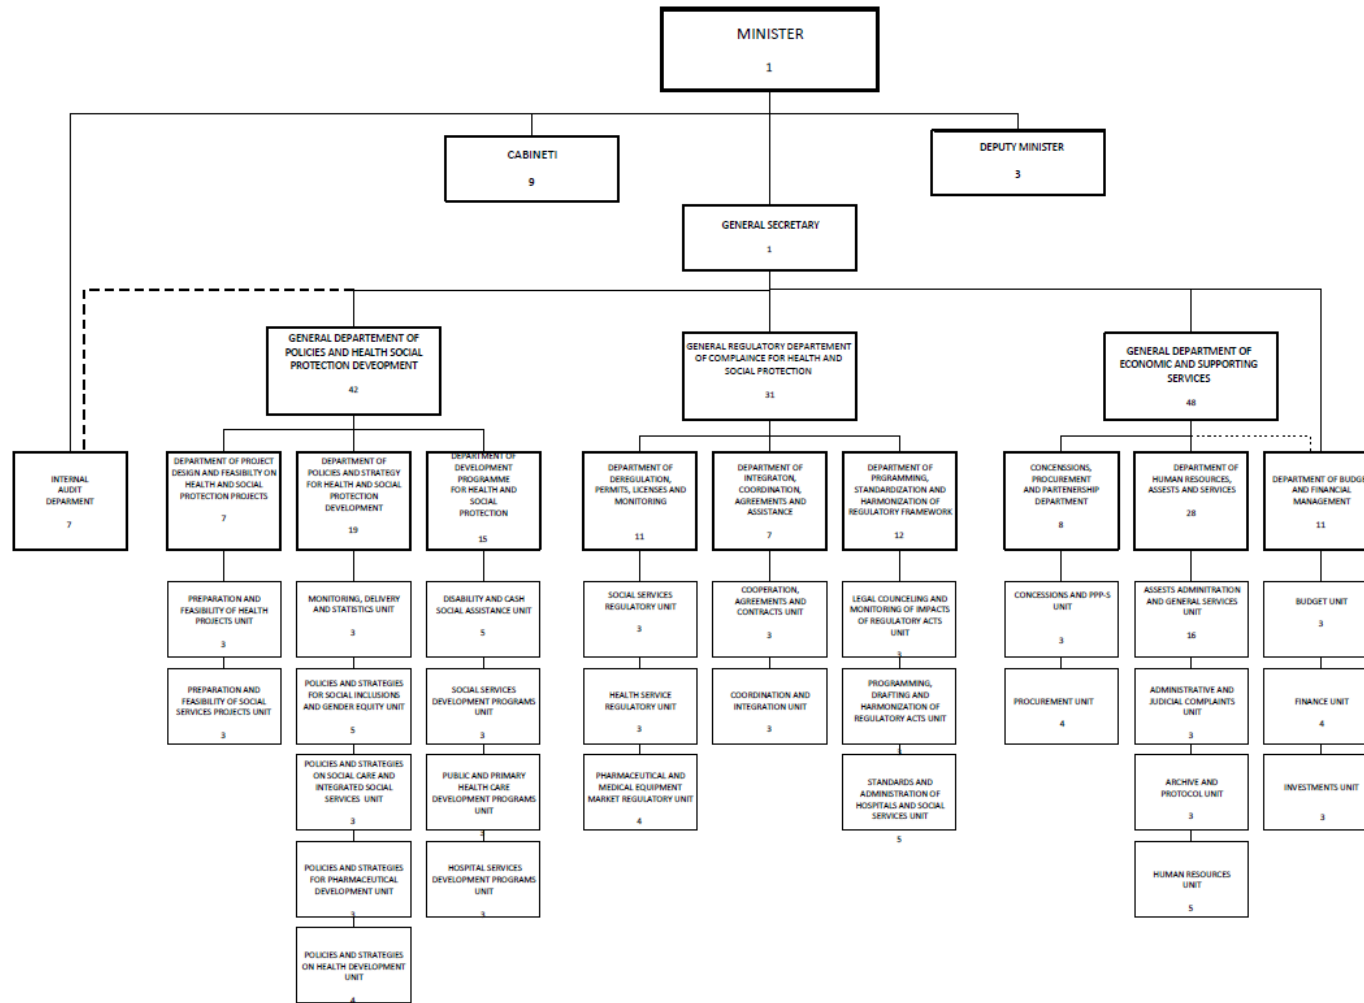 MINISTER
1
CABINETI
9
DEPUTY MINISTER
3
GENERAL SECRETARY
1
GENERAL DEPARTEMENT OF
POLICIES AND HEALTH SOCIAL
PROTECTION DEVEOPMENT
42
GENERAL REGULATORY DEPARTEMENT
OF COMPLAINCE FOR HEALTH AND
SOCIAL PROTECTION
31
GENERAL DEPARTMENT OF
ECONOMIC AND SUPPORTING
SERVICES
48
INTERNAL
AUDIT
DEPARMENT
7
DEPARTMENT OF PROJECT
DESIGN AND FEASIBILTY ON
HEALTH AND SOCIAL
PROTECTION PROJECTS
7
DEPARTMENT OF
POLICIES AND STRATEGY
FOR HEALTH AND SOCIAL
PROTECTION
DEVELOPMENT
19
DEPARTMENT OF
DEVELOPMENT
PROGRAMME
FOR HEALTH AND
SOCIAL
PROTECTION
15
DEPARTMENT OF
DEREGULATION,
PERMITS, LICENSES AND
MONITORING
11
DEPARTMENT OF
INTEGRATON,
COORDINATION,
AGREEMENTS AND
ASSISTANCE
7
DEPARTMENT OF
PRGRAMMING,
STANDARDIZATION AND
HARMONIZATION OF
REGULATORY FRAMEWORK
12
CONCENSSIONS,
PROCUREMENT
AND PARTENERSHIP
DEPARTMENT
8
DEPARTMENT OF
HUMAN RESOURCES,
ASSESTS AND SERVICES
28
DEPARTMENT OF BUDGE
AND FINANCIAL
MANAGEMENT
11
PREPARATION AND
FEASIBILITY OF HEALTH
PROJECTS UNIT
3
MONITORING, DELIVERY
AND STATISTICS UNIT
3
DISABILITY AND CASH
SOCIAL ASSISTANCE UNIT
5
SOCIAL SERVICES
REGULATORY UNIT
3
COOPERATION,
AGREEMENTS AND
CONTRACTS UNIT
3
LEGAL COUNCELING AND
MONITORING OF IMPACTS
OF REGULATORY ACTS
UNIT
3
CONCESSIONS AND PPP-S
UNIT
3
ASSESTS ADMINITRATION
AND GENERAL SERVICES
UNIT
16
BUDGET UNIT
3
PREPARATION AND
FEASIBILITY OF SOCIAL
SERVICES PROJECTS UNIT
3
POLICIES AND STRATEGIES
FOR SOCIAL INCLUSIONS
AND GENDER EQUITY UNIT
5
SOCIAL SERVICES
DEVELOPMENT PROGRAMS
UNIT
3
HEALTH SERVICE
REGULATORY UNIT
3
COORDINATION AND
INTEGRATION UNIT
3
PROGRAMMING,
DRAFTING AND
HARMONIZATION OF
REGULATORY ACTS UNIT
PROCUREMENT UNIT
4
ADMINISTRATIVE AND
JUDICIAL COMPLAINTS
UNIT
3
FINANCE UNIT
4
POLICIES AND STRATEGIES
ON SOCIAL CARE AND
INTEGRATED SOCIAL
SERVICES UNIT
3
PUBLIC AND PRIMARY
HEALTH CARE
DEVELOPMENT PROGRAMS
UNIT
3
PHARMACEUTICAL AND
MEDICAL EQUIPMENT
MARKET REGULATORY UNIT
4
STANDARDS AND
ADMINISTRATION OF
HOSPITALS AND SOCIAL
SERVICES UNIT
5
ARCHIVE AND
PROTOCOL UNIT
3
INVESTMENTS UNIT
3
POLICIES AND STRATEGIES
FOR PHARMACEUTICAL
DEVELOPMENT UNIT
3
HOSPITAL SERVICES
DEVELOPMENT PROGRAMS
UNIT
3
HUMAN RESOURCES
UNIT
5
POLICIES AND STRATEGIES
ON HEALTH DEVELOPMENT
UNIT
4